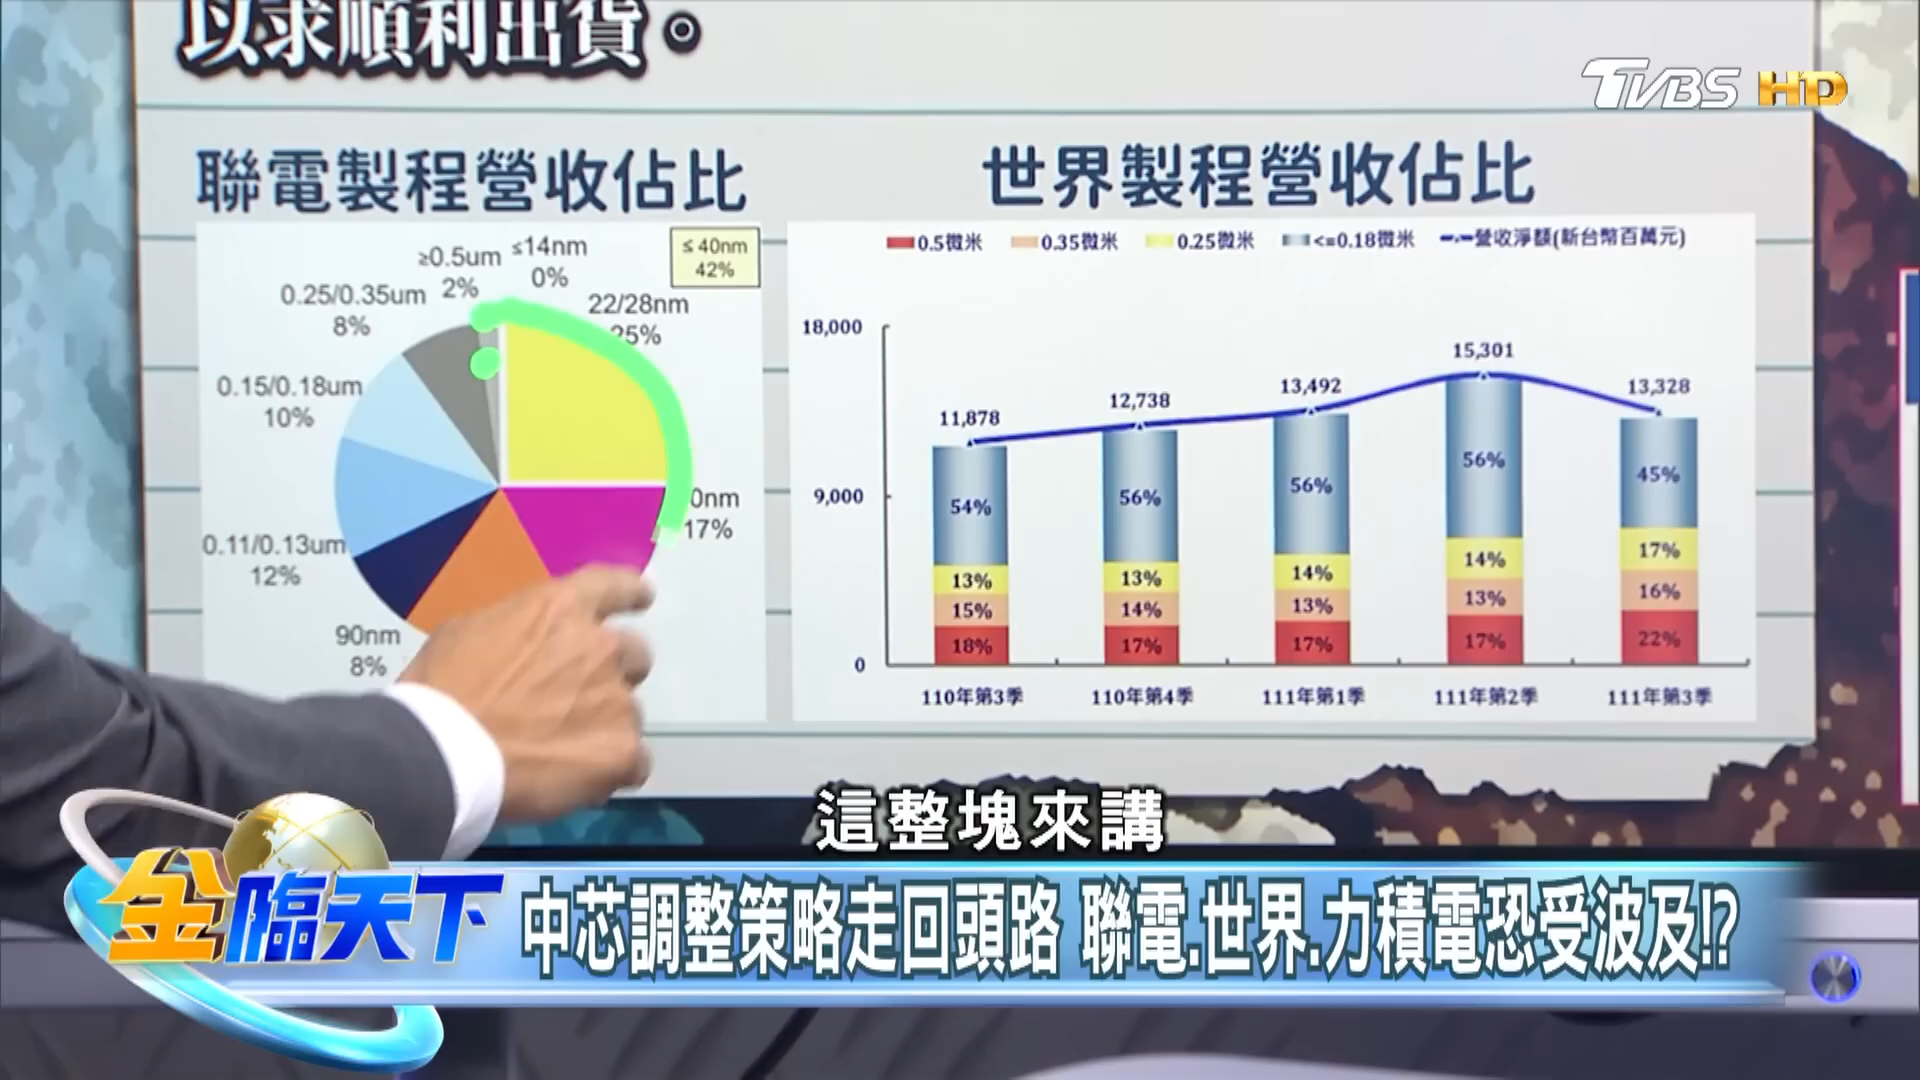 以求順利出貨。
TVBS HD
聯電製程營收佔比
≥0.5um
2%
≤14nm
0%
≤40nm
42%
0.25/0.35um
8%
22/28nm
25%
0.15/0.18um
10%
0nm
17%
0.11/0.13um
12%
90nm
8%
世界製程營收佔比
0.5微米 0.35微米 0.25微米 <=0.18微米 營收淨額(新台幣百萬元)
18,000
9,000
0
11,878 12,738 13,492 15,301 13,328
54% 56% 56% 56% 45%
13% 13% 14% 14% 17%
15% 14% 13% 13% 16%
18% 17% 17% 17% 22%
110年第3季 110年第4季 111年第1季 111年第2季 111年第3季
這整塊來講
金臨天下
中芯調整策略走回頭路 聯電.世界.力積電恐受波及!?